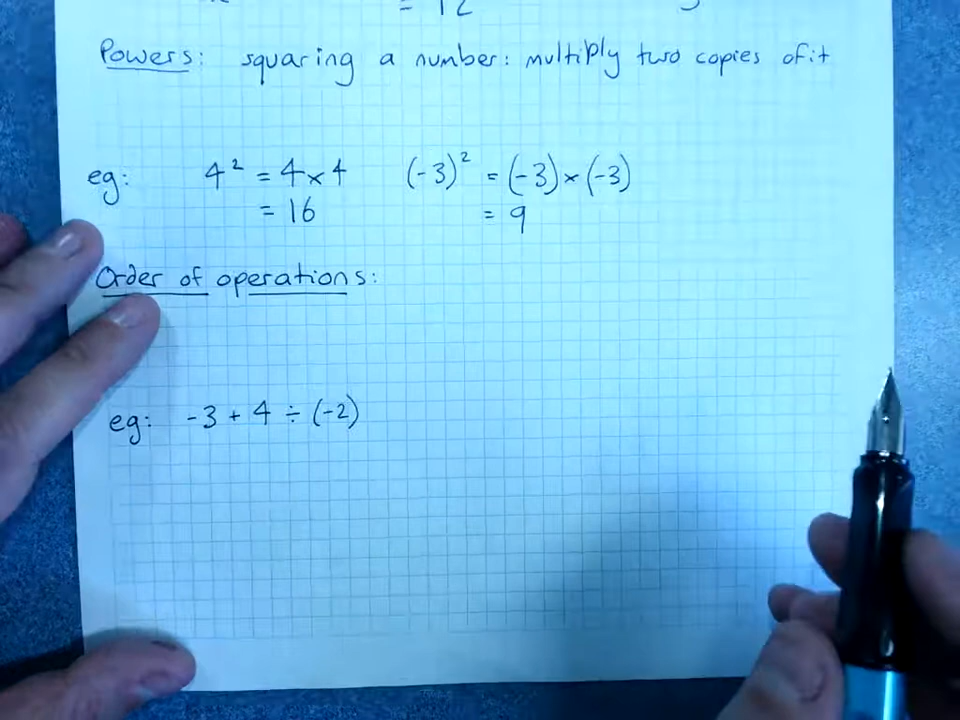 = 12
Powers: squaring a number: multiply two copies of it
eg: 4² = 4 x 4 (-3)² = (-3) x (-3)
= 16 = 9
Order of operations:
eg: -3 + 4 ÷ (-2)